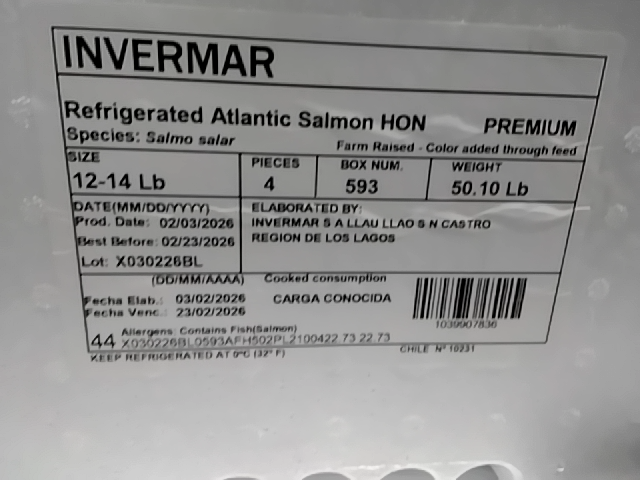 INVERMAR
Refrigerated Atlantic Salmon HON PREMIUM
Species: Salmo salar Farm Raised - Color added through feed
SIZE PIECES BOX NUM. WEIGHT
12-14 Lb 4 593 50.10 Lb
DATE(MM/DD/YYYY) ELABORATED BY:
Prod. Date: 02/03/2026 INVERMAR S A LLAU LLAO S N CASTRO
Best Before: 02/23/2026 REGION DE LOS LAGOS
Lot: X030226BL
(DD/MM/AAAA) Cooked consumption
Fecha Elab.: 03/02/2026 CARGA CONOCIDA
Fecha Venc.: 23/02/2026
1039907836
Allergens: Contains Fish(Salmon)
44 X030226BL0593AFH502PL2100422.73 22.73
KEEP REFRIGERATED AT 0°C (32° F) CHILE N° 10231